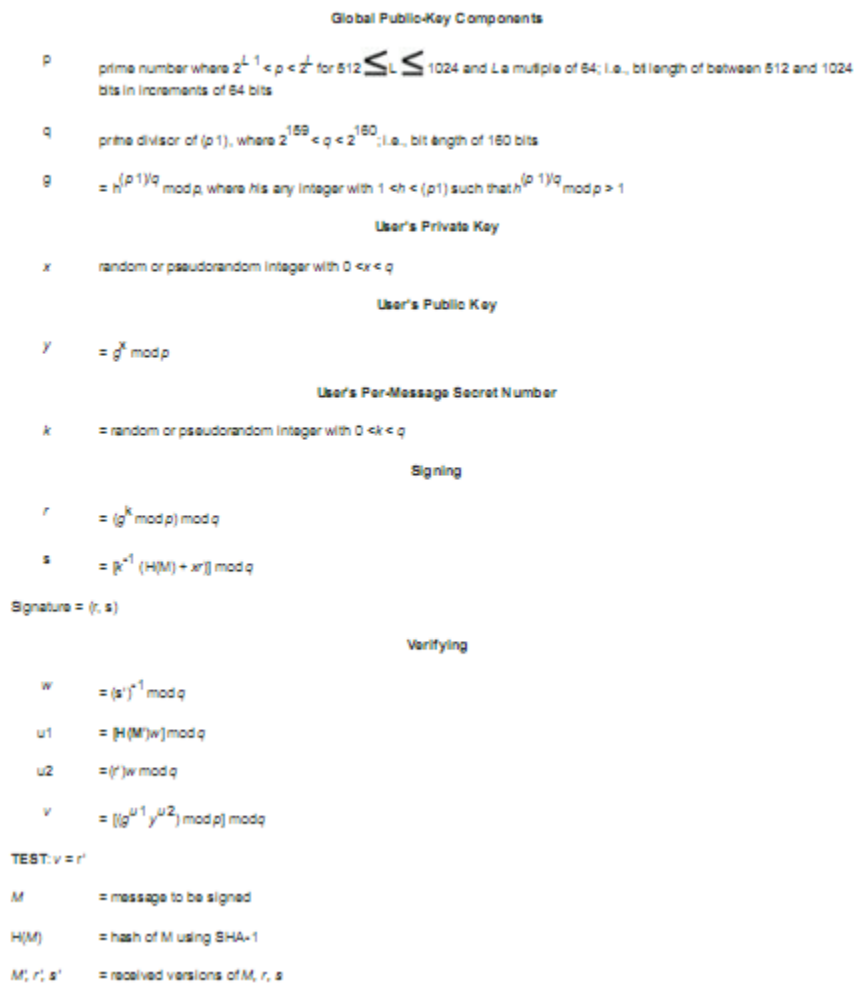 Global Public-Key Components
p prime number where 2^L 1 < p < 2^L for 512 ≤ L ≤ 1024 and L a mutiple of 64; i.e., bt length of between 512 and 1024
bits in increments of 64 bits
q prime divisor of (p 1), where 2^159 < q < 2^160; i.e., bit length of 160 bits
g = h^(p 1)/q mod p, where h is any integer with 1 < h < (p 1) such that h^(p 1)/q mod p > 1
User's Private Key
x random or pseudorandom integer with 0 < x < q
User's Public Key
y = g^x mod p
User's Per-Message Secret Number
k = random or pseudorandom integer with 0 < k < q
Signing
r = (g^k mod p) mod q
s = [k^-1 (H(M) + xr)] mod q
Signature = (r, s)
Verifying
w = (s')^-1 mod q
u1 = [H(M')w] mod q
u2 = (r')w mod q
v = [(g^u1 y^u2) mod p] mod q
TEST: v = r'
M = message to be signed
H(M) = hash of M using SHA-1
M', r', s' = received versions of M, r, s